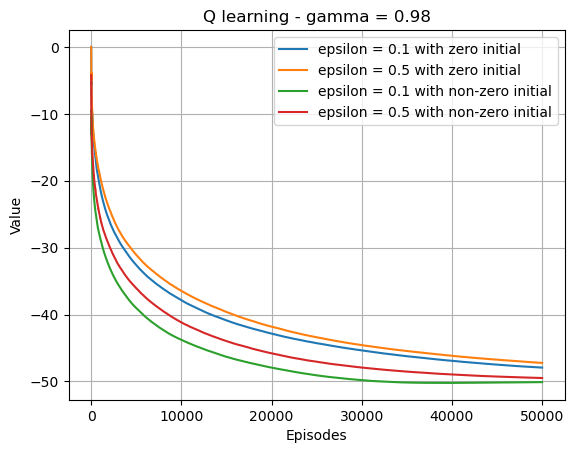 Q learning - gamma = 0.98
epsilon = 0.1 with zero initial
epsilon = 0.5 with zero initial
epsilon = 0.1 with non-zero initial
epsilon = 0.5 with non-zero initial
Value
0
−10
−20
−30
−40
−50
0 10000 20000 30000 40000 50000
Episodes